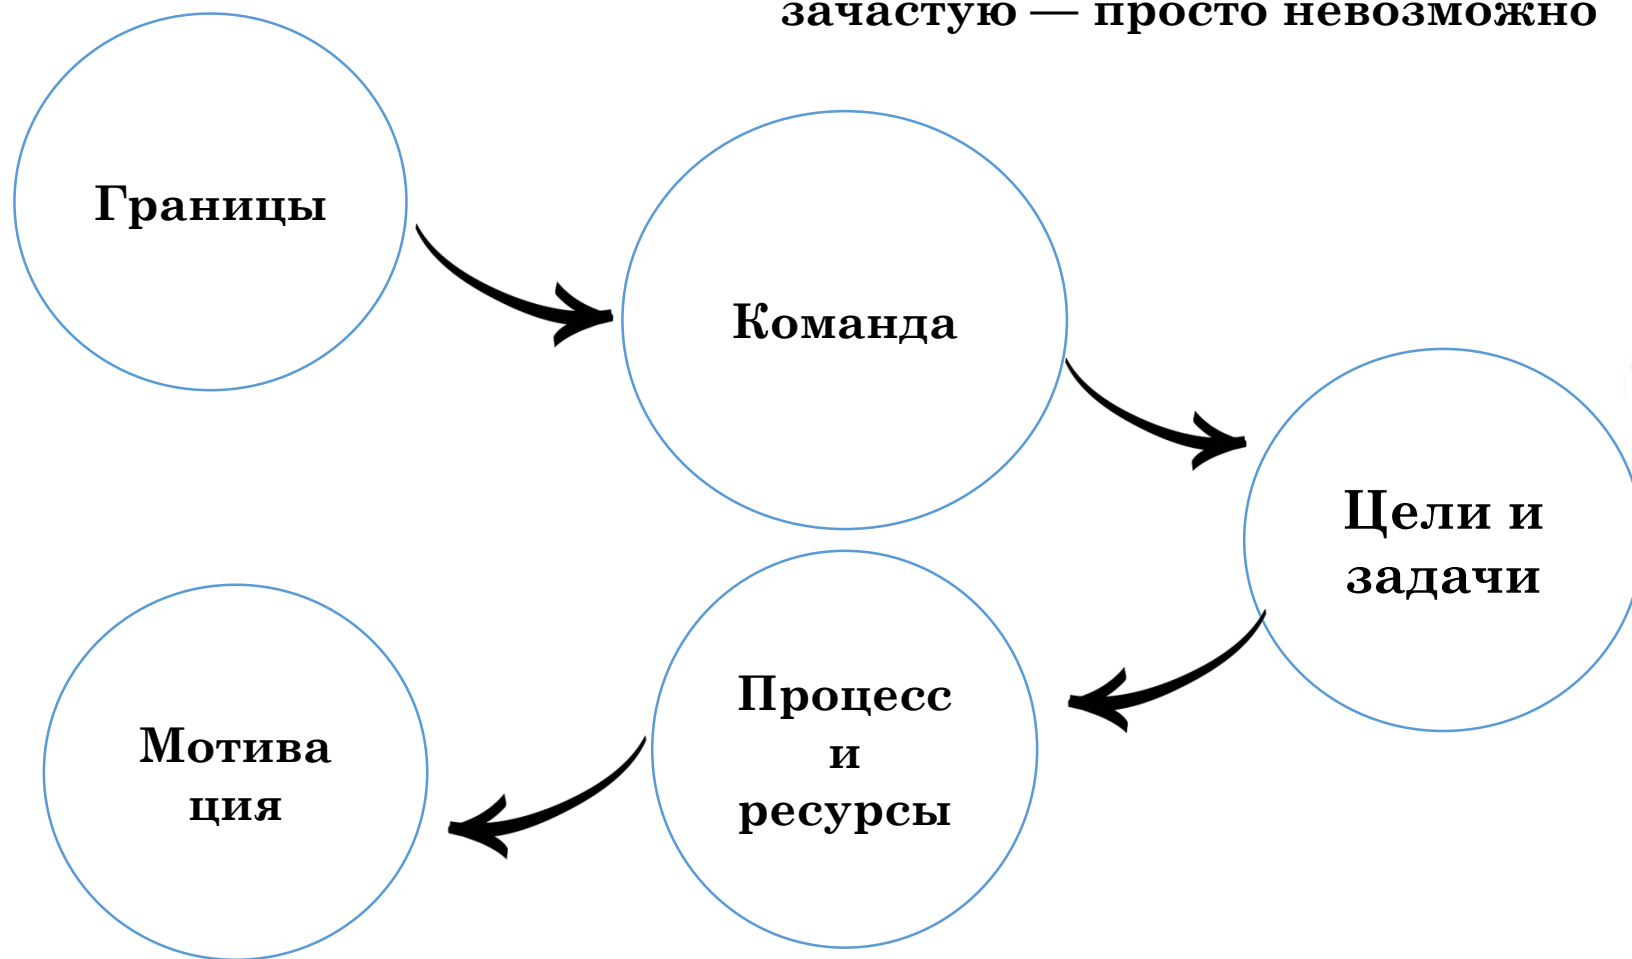 зачастую — просто невозможно
Границы
Команда
Цели и
задачи
Процесс
и
ресурсы
Мотива
ция